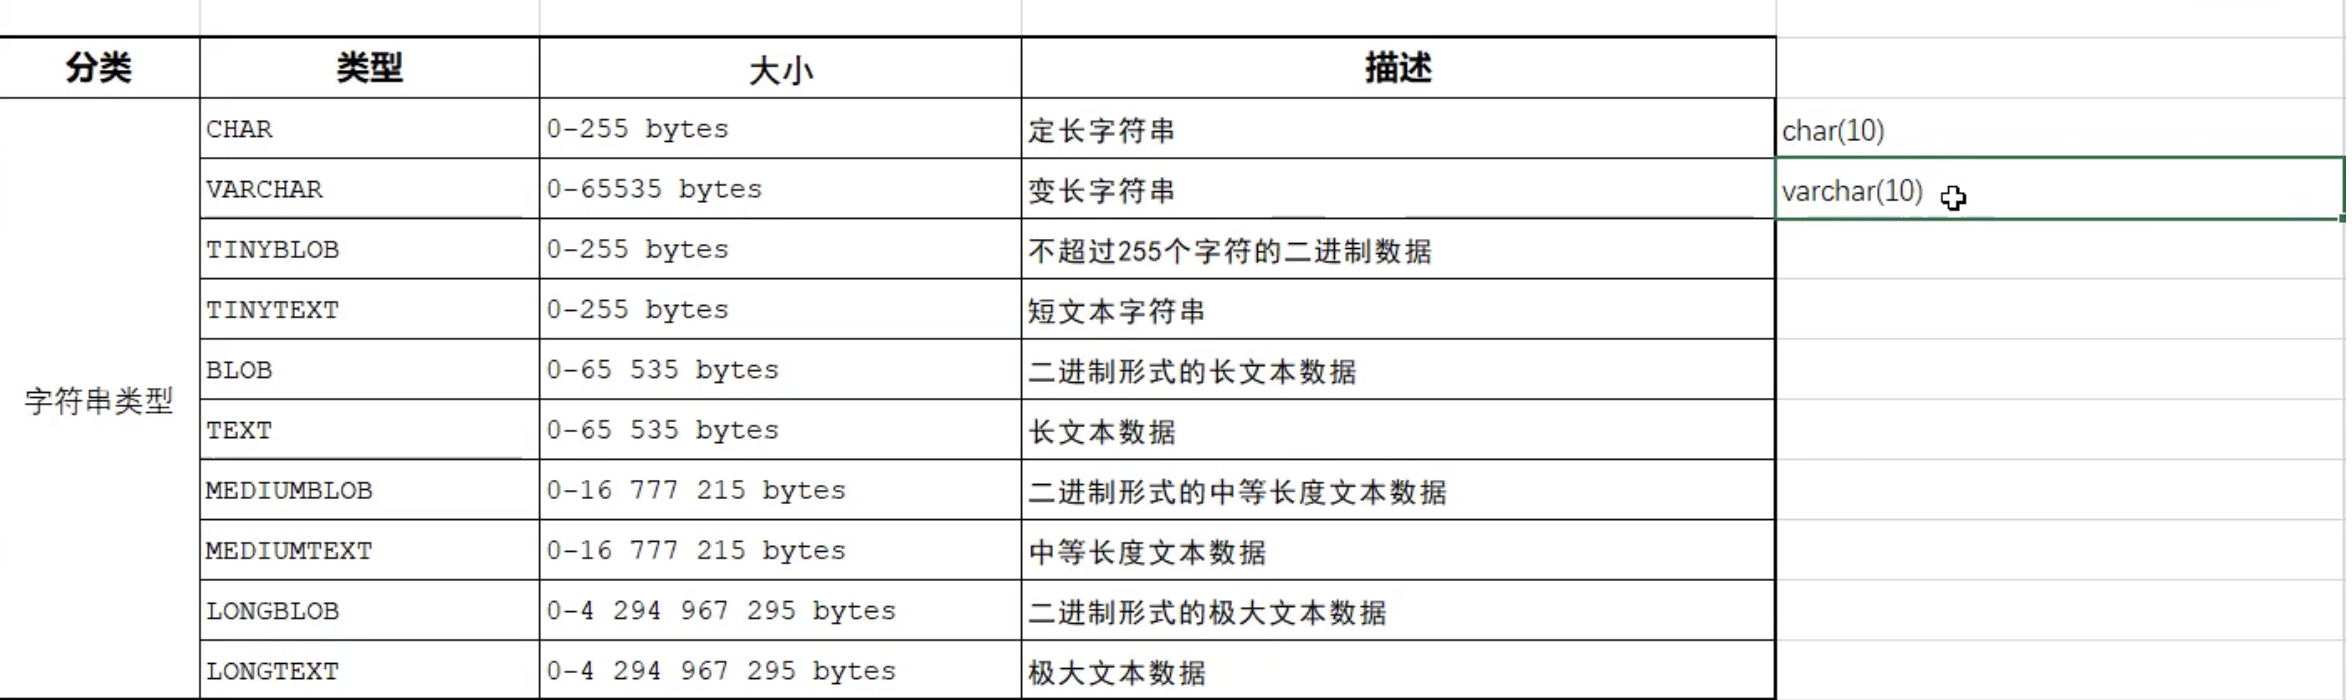 分类 类型 大小 描述
CHAR 0-255 bytes 定长字符串 char(10)
VARCHAR 0-65535 bytes 变长字符串 varchar(10)
TINYBLOB 0-255 bytes 不超过255个字符的二进制数据
TINYTEXT 0-255 bytes 短文本字符串
BLOB 0-65 535 bytes 二进制形式的长文本数据
字符串类型
TEXT 0-65 535 bytes 长文本数据
MEDIUMBLOB 0-16 777 215 bytes 二进制形式的中等长度文本数据
MEDIUMTEXT 0-16 777 215 bytes 中等长度文本数据
LONGBLOB 0-4 294 967 295 bytes 二进制形式的极大文本数据
LONGTEXT 0-4 294 967 295 bytes 极大文本数据